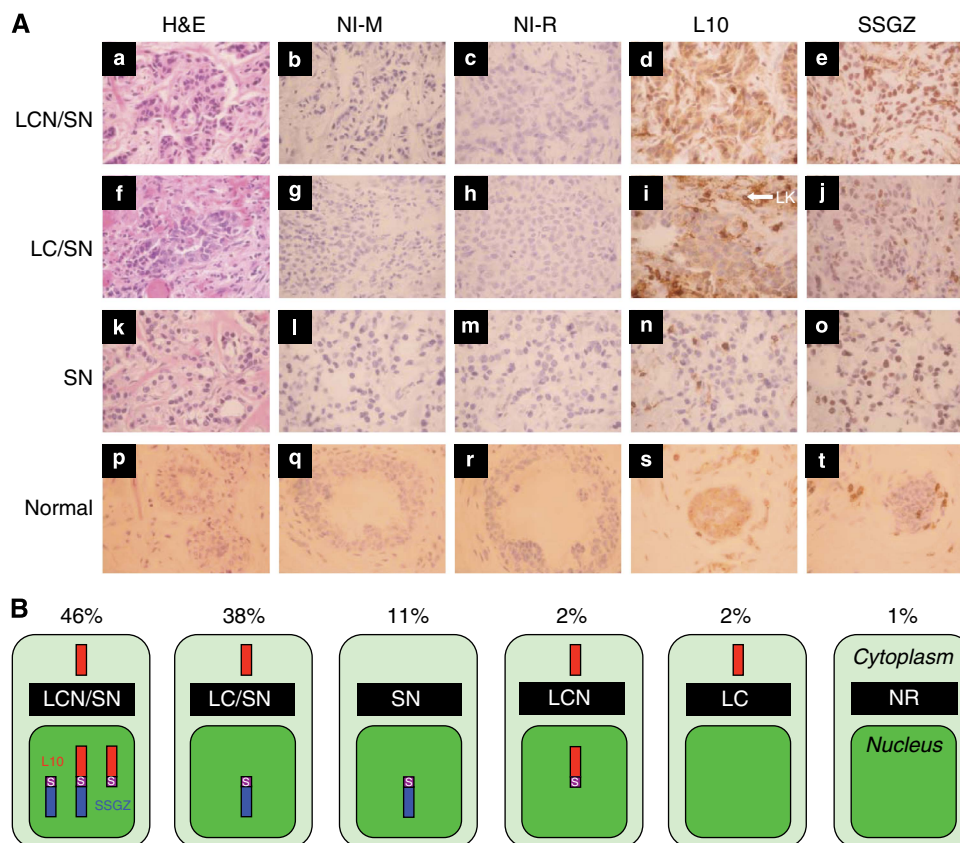 A H&E NI-M NI-R L10 SSGZ
LCN/SN a b c d e
LC/SN f g h i LK j
SN k l m n o
Normal p q r s t
B 46% 38% 11% 2% 2% 1%
Cytoplasm
LCN/SN LC/SN SN LCN LC NR
Nucleus
L10
S S S S S S
SSGZ